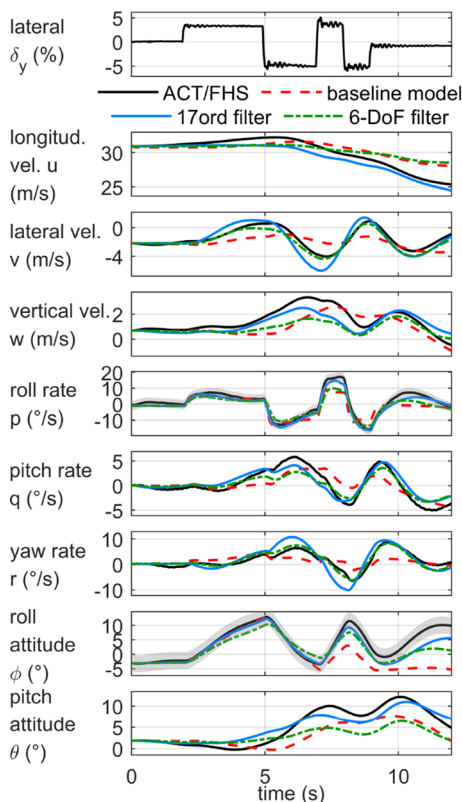 lateral
δy (%)
5
0
-5
ACT/FHS
baseline model
17ord filter
6-DoF filter
longitud.
vel. u
(m/s)
30
25
lateral vel.
v (m/s)
0
-4
vertical vel.
w (m/s)
2
0
roll rate
p (°/s)
20
10
0
-10
pitch rate
q (°/s)
5
0
-5
yaw rate
r (°/s)
10
0
-10
roll
attitude
ϕ (°)
10
5
0
-5
pitch
attitude
θ (°)
10
5
0
0
5
10
time (s)